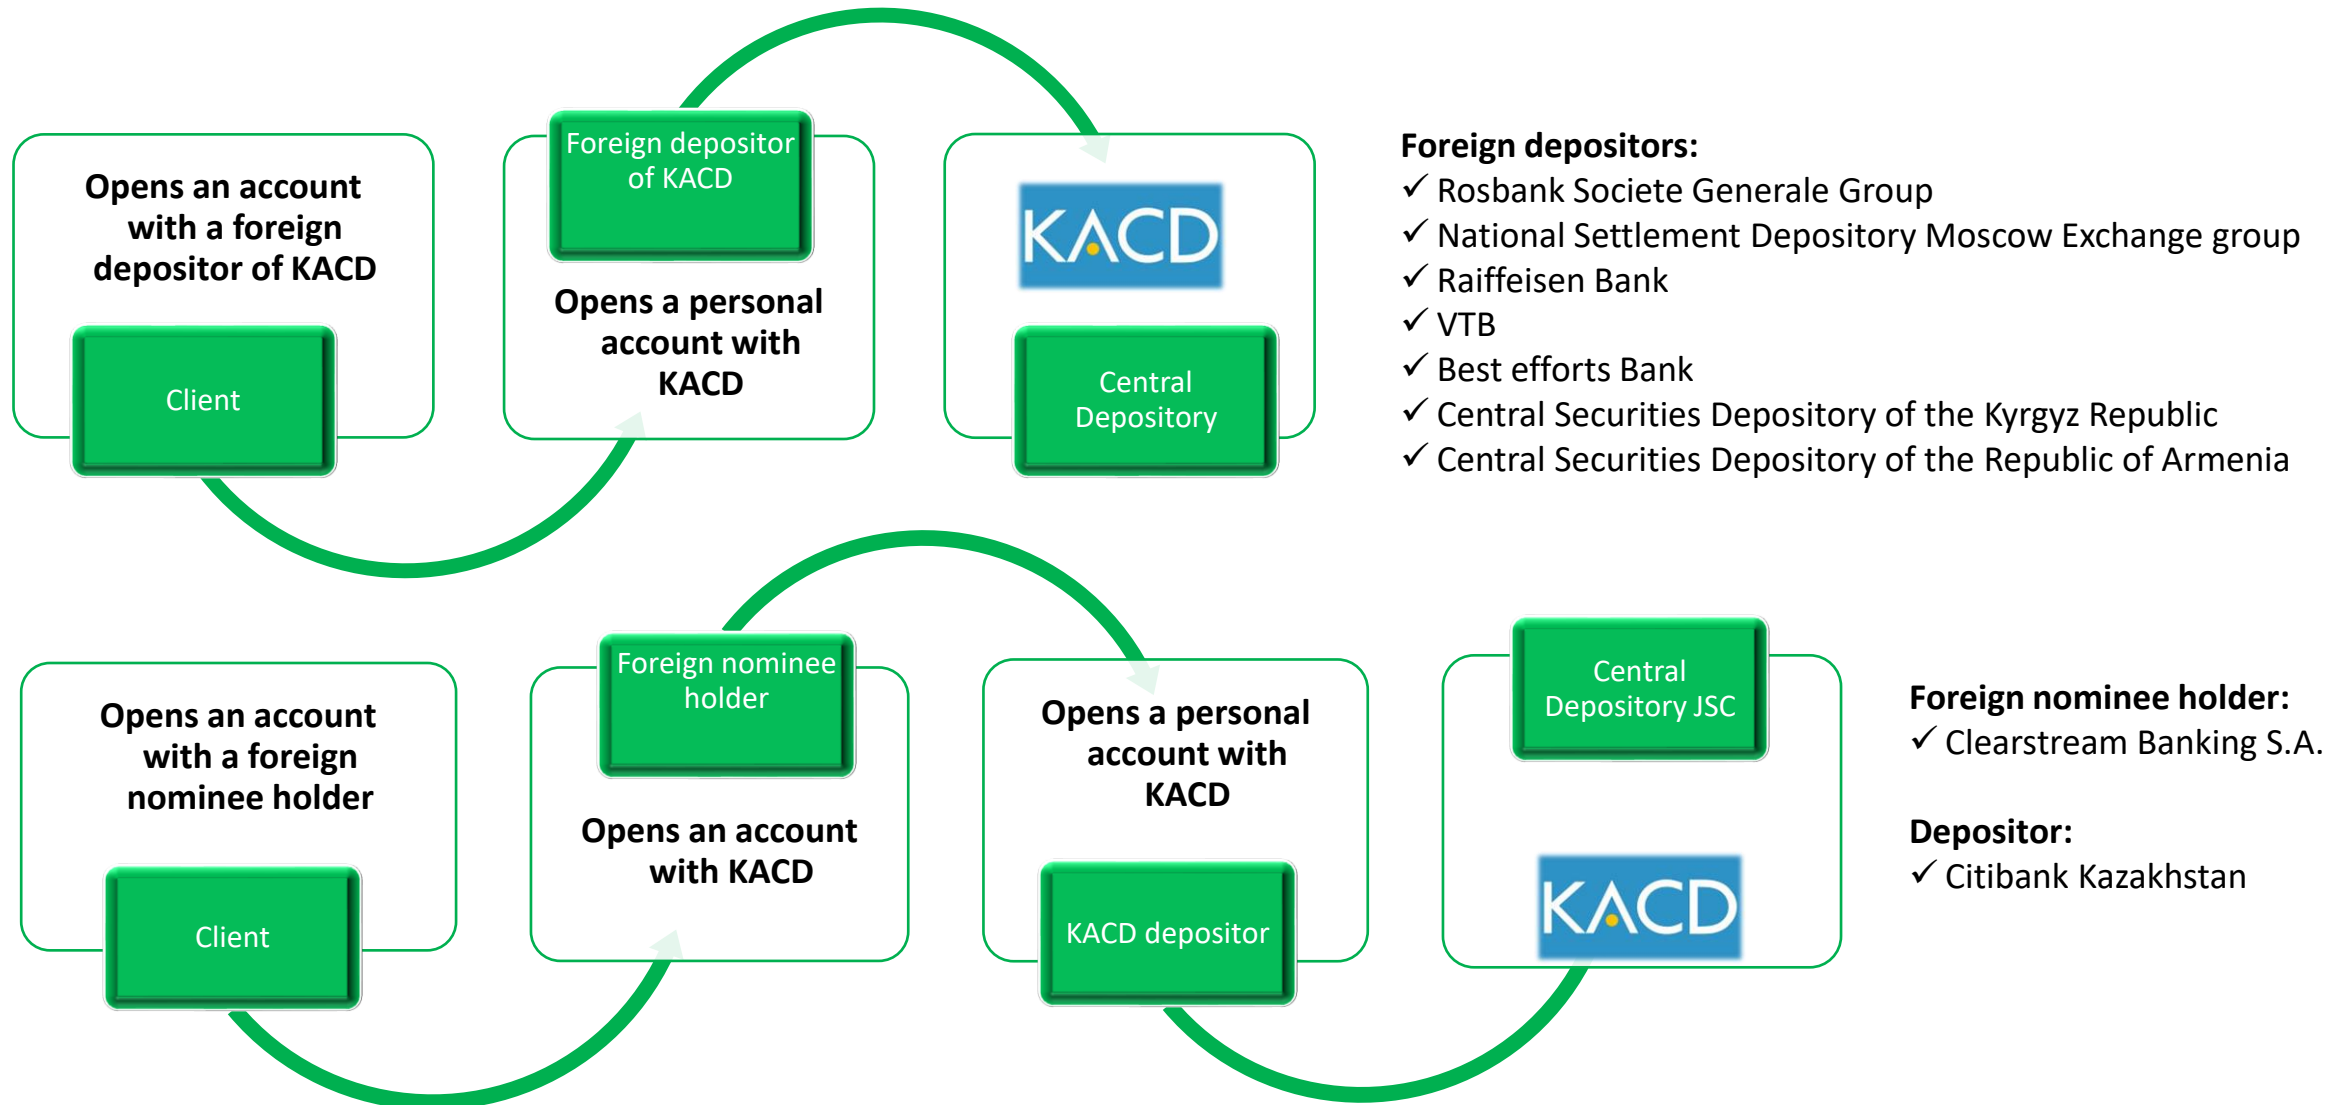 Opens an account
with a foreign
depositor of KACD
Client
Foreign depositor
of KACD
Opens a personal
account with
KACD
KACD
Central
Depository
Foreign depositors:
✓ Rosbank Societe Generale Group
✓ National Settlement Depository Moscow Exchange group
✓ Raiffeisen Bank
✓ VTB
✓ Best efforts Bank
✓ Central Securities Depository of the Kyrgyz Republic
✓ Central Securities Depository of the Republic of Armenia
Opens an account
with a foreign
nominee holder
Client
Foreign nominee
holder
Opens an account
with KACD
Opens a personal
account with
KACD
KACD depositor
Central
Depository JSC
KACD
Foreign nominee holder:
✓ Clearstream Banking S.A.
Depositor:
✓ Citibank Kazakhstan